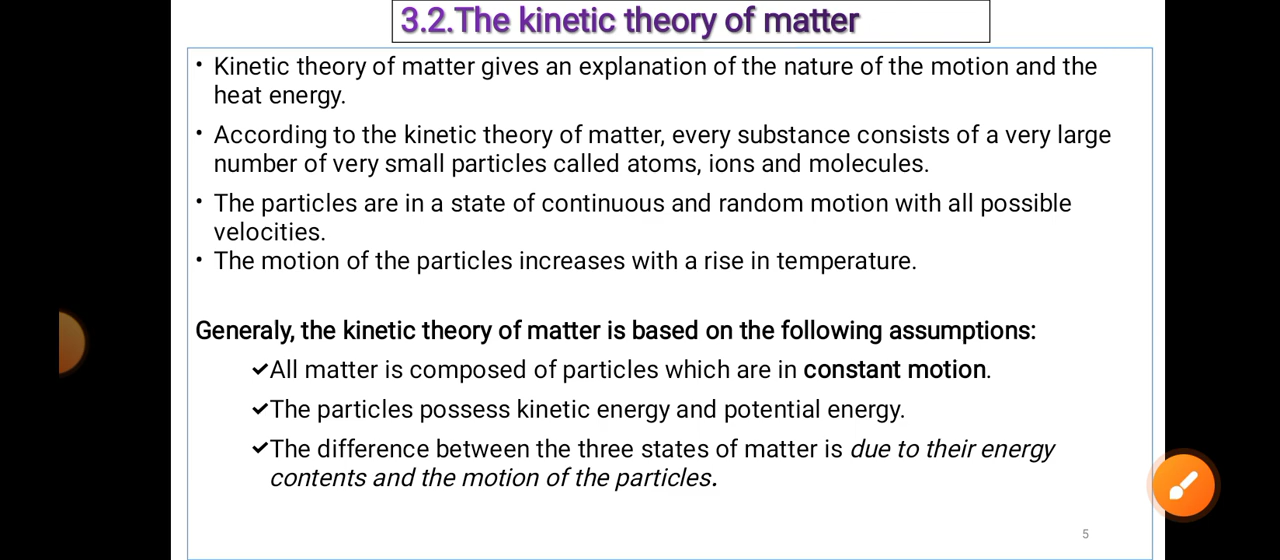 3.2.The kinetic theory of matter
• Kinetic theory of matter gives an explanation of the nature of the motion and the
heat energy.
• According to the kinetic theory of matter, every substance consists of a very large
number of very small particles called atoms, ions and molecules.
• The particles are in a state of continuous and random motion with all possible
velocities.
• The motion of the particles increases with a rise in temperature.
Generaly, the kinetic theory of matter is based on the following assumptions:
✔All matter is composed of particles which are in constant motion.
✔The particles possess kinetic energy and potential energy.
✔The difference between the three states of matter is due to their energy
contents and the motion of the particles.
5